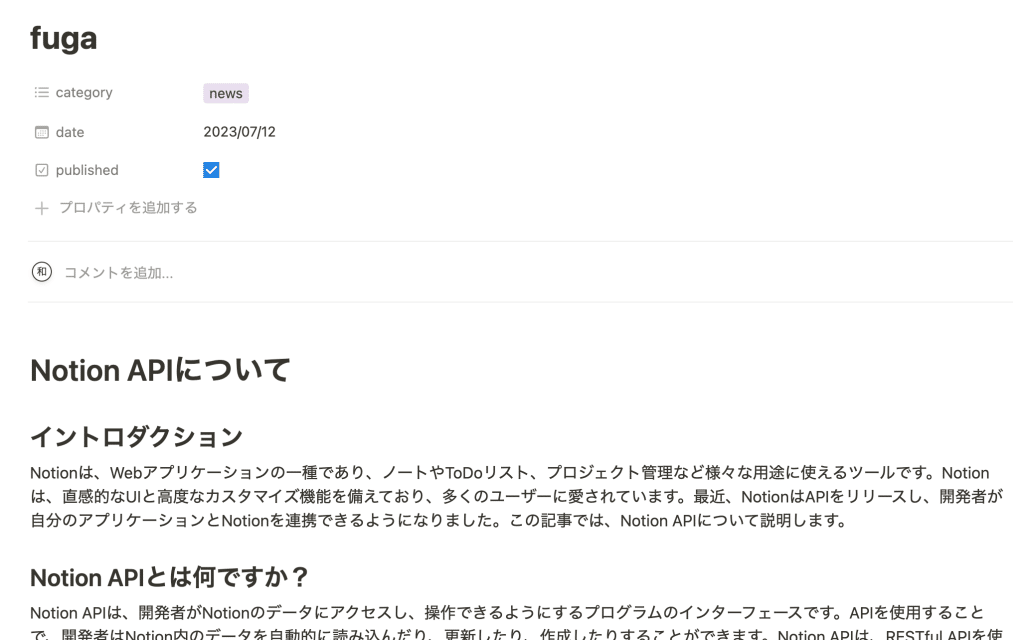 fuga
category news
date 2023/07/12
published
プロパティを追加する
和 コメントを追加...
Notion APIについて
イントロダクション
Notionは、Webアプリケーションの一種であり、ノートやToDoリスト、プロジェクト管理など様々な用途に使えるツールです。Notion
は、直感的なUIと高度なカスタマイズ機能を備えており、多くのユーザーに愛されています。最近、NotionはAPIをリリースし、開発者が
自分のアプリケーションとNotionを連携できるようになりました。この記事では、Notion APIについて説明します。
Notion APIとは何ですか？
Notion APIは、開発者がNotionのデータにアクセスし、操作できるようにするプログラムのインターフェースです。APIを使用すること
で、開発者はNotion内のデータを自動的に読み込んだり、更新したり、作成したりすることができます。Notion APIは、RESTful APIを使